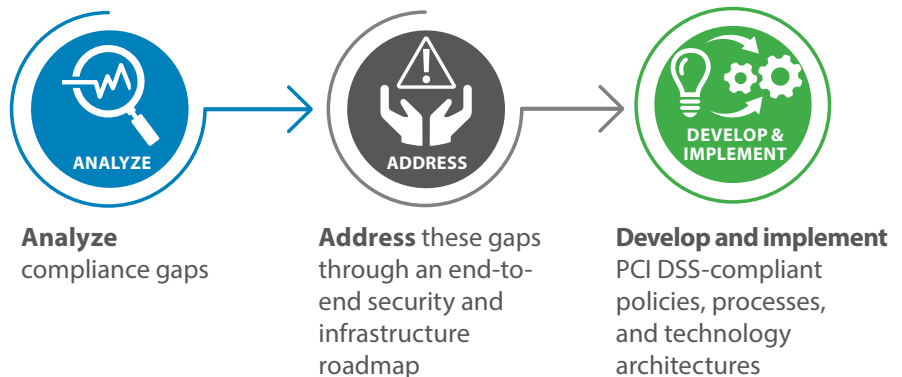 ANALYZE
ADDRESS
DEVELOP &
IMPLEMENT
Analyze
compliance gaps
Address these gaps
through an end-to-
end security and
infrastructure
roadmap
Develop and implement
PCI DSS-compliant
policies, processes,
and technology
architectures